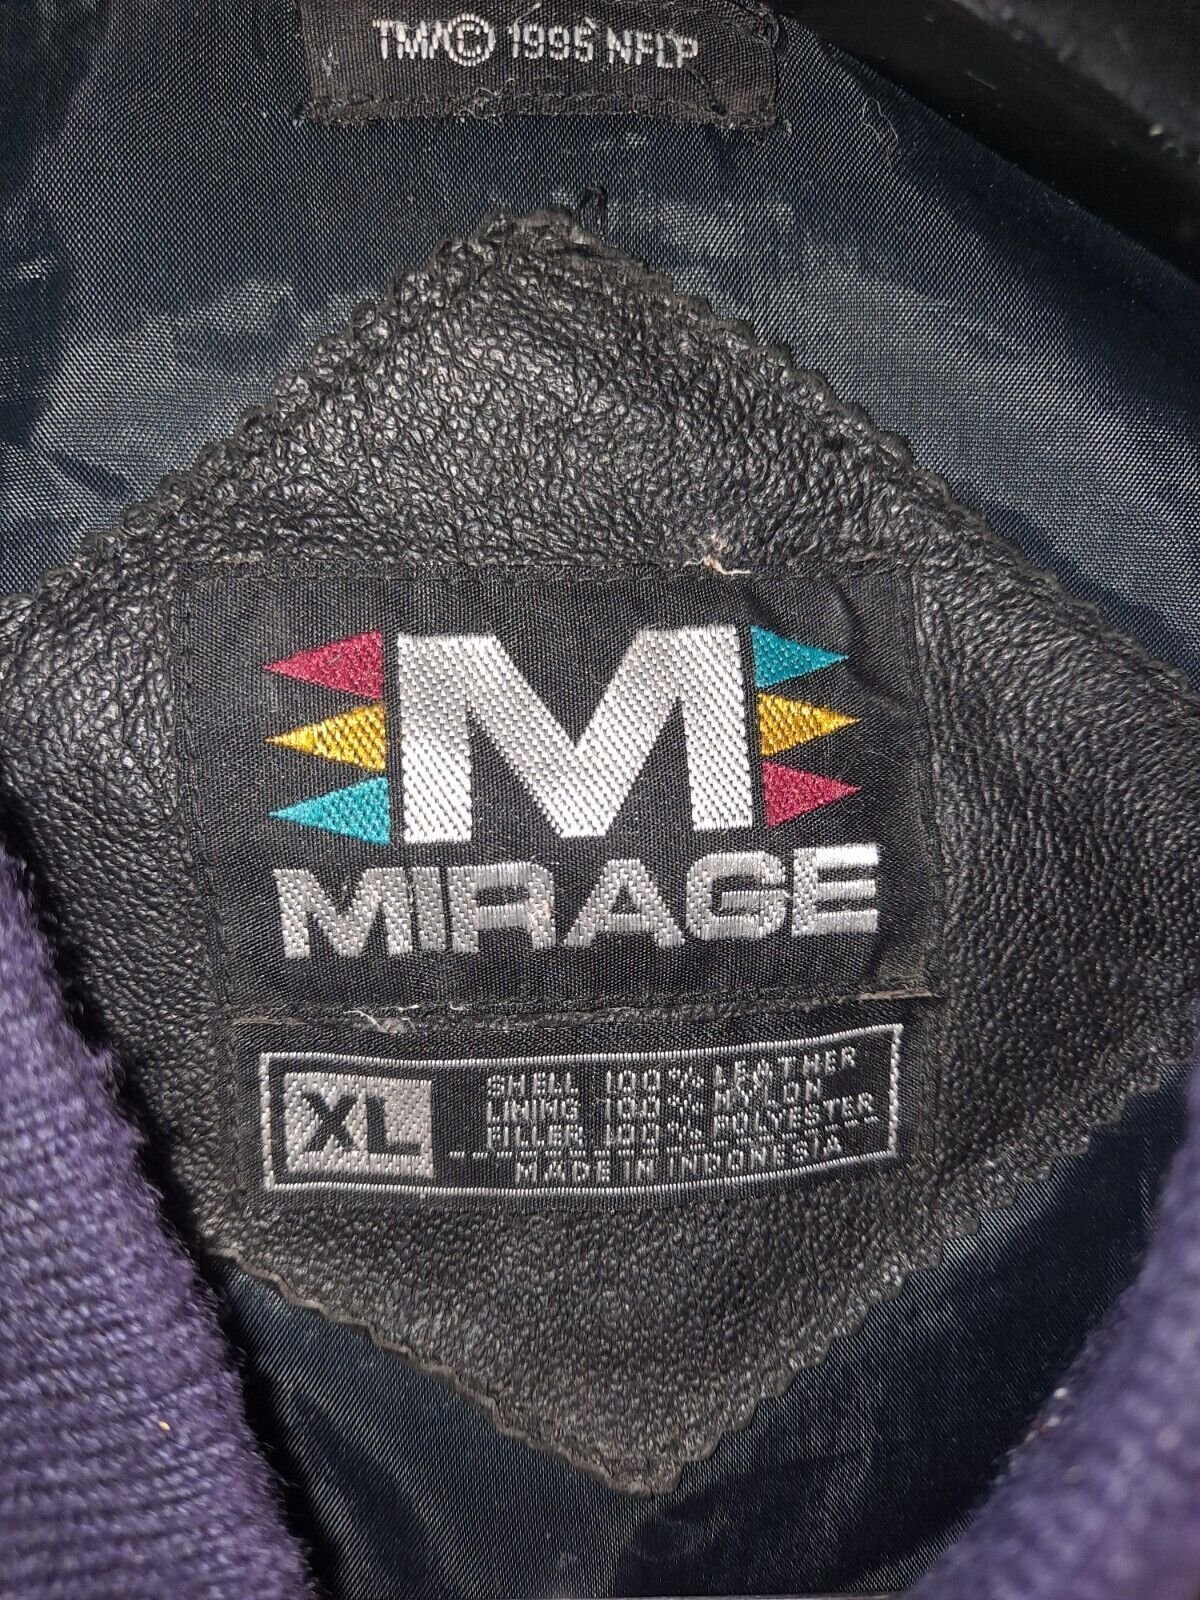 TM/© 1995 NFLP
M
MIRAGE
XL
SHELL 100% LEATHER
LINING 100% NYLON
FILLER 100% POLYESTER
MADE IN INDONESIA